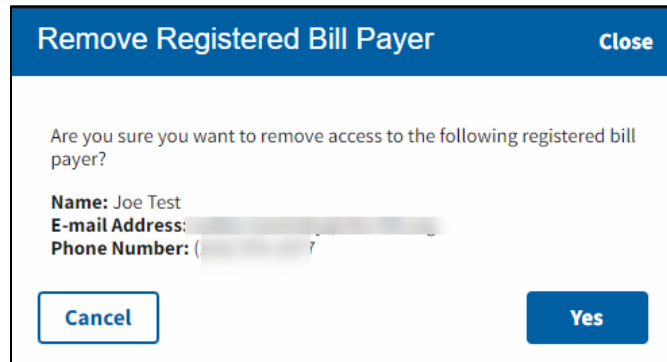 Remove Registered Bill Payer
Close
Are you sure you want to remove access to the following registered bill
payer?
Name: Joe Test
E-mail Address:
Phone Number: (
Cancel
Yes